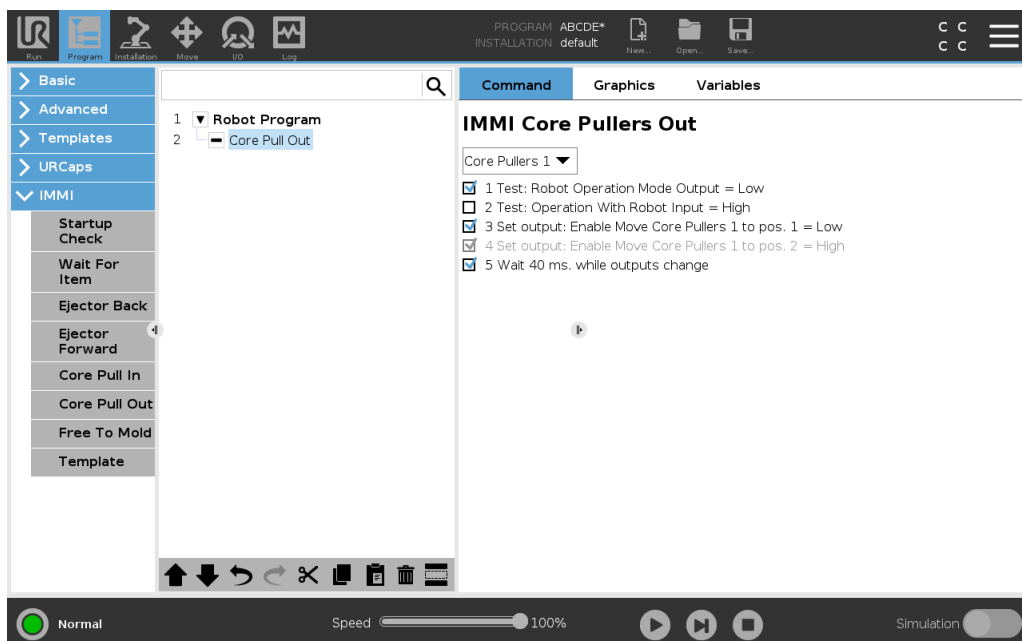 PROGRAM ABCDE*
INSTALLATION default
Run
Program
Installation
Move
I/O
Log
New...
Open...
Save...
C C
C C
Basic
Advanced
Templates
URCaps
IMMI
Startup
Check
Wait For
Item
Ejector Back
Ejector
Forward
Core Pull In
Core Pull Out
Free To Mold
Template
1 Robot Program
2 Core Pull Out
Command Graphics Variables
IMMI Core Pullers Out
Core Pullers 1
1 Test: Robot Operation Mode Output = Low
2 Test: Operation With Robot Input = High
3 Set output: Enable Move Core Pullers 1 to pos. 1 = Low
4 Set output: Enable Move Core Pullers 1 to pos. 2 = High
5 Wait 40 ms. while outputs change
Normal
Speed 100%
Simulation